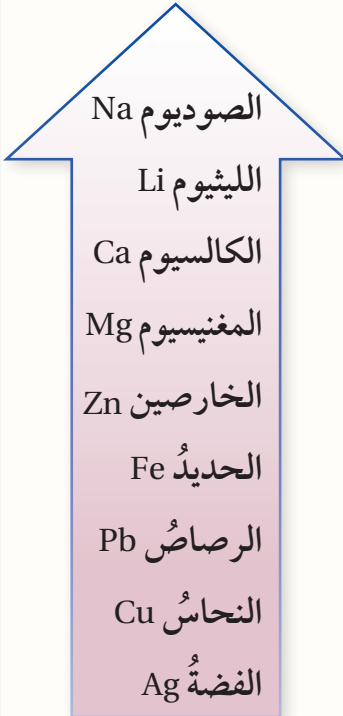 الصوديوم Na
الليثيوم Li
الكالسيوم Ca
المغنيسيوم Mg
الخارصين Zn
الحديدُ Fe
الرصاصُ Pb
النحاسُ Cu
الفضةُ Ag